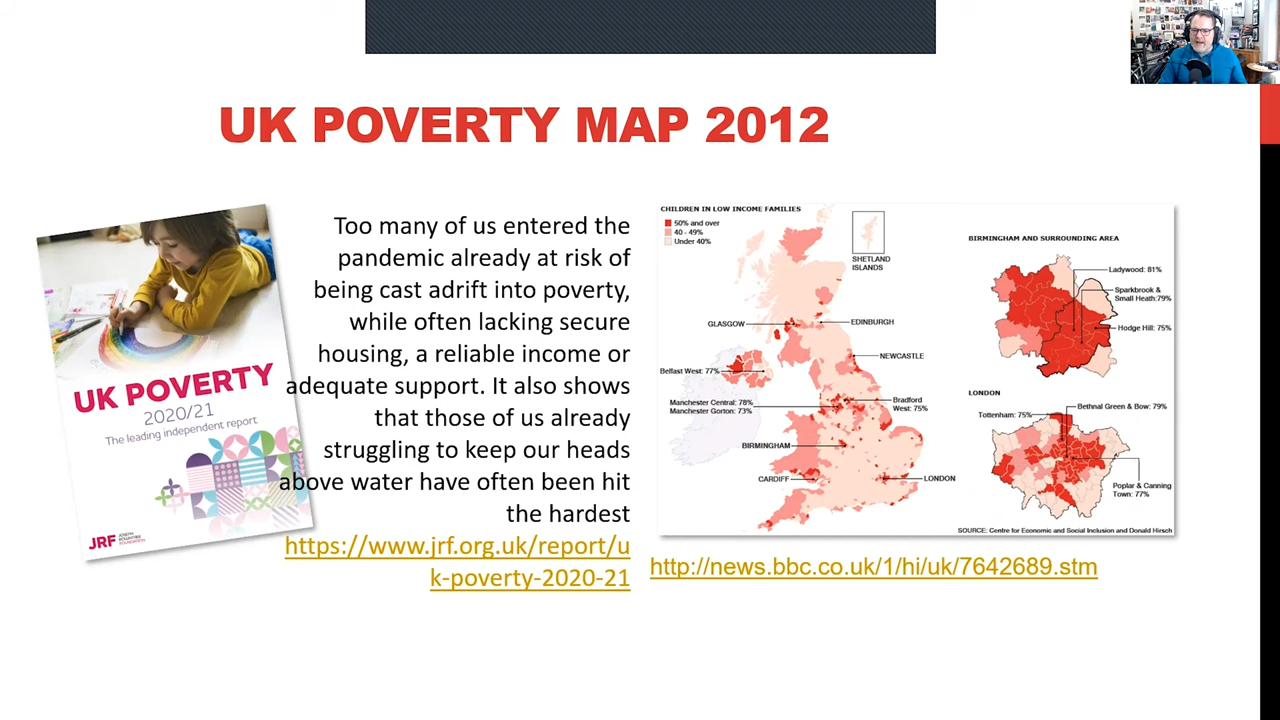 UK POVERTY MAP 2012
UK POVERTY
2020/21
The leading independent report
JRF
JOSEPH
ROWNTREE
FOUNDATION
Too many of us entered the
pandemic already at risk of
being cast adrift into poverty,
while often lacking secure
housing, a reliable income or
adequate support. It also shows
that those of us already
struggling to keep our heads
above water have often been hit
the hardest
https://www.jrf.org.uk/report/u
k-poverty-2020-21
CHILDREN IN LOW INCOME FAMILIES
50% and over
40 - 49%
Under 40%
SHETLAND
ISLANDS
GLASGOW
EDINBURGH
NEWCASTLE
Belfast West: 77%
Manchester Central: 78%
Manchester Gorton: 73%
Bradford
West: 75%
BIRMINGHAM
CARDIFF
LONDON
BIRMINGHAM AND SURROUNDING AREA
Ladywood: 81%
Sparkbrook &
Small Heath:79%
Hodge Hill: 75%
LONDON
Bethnal Green & Bow: 79%
Tottenham: 75%
Poplar & Canning
Town: 77%
SOURCE: Centre for Economic and Social Inclusion and Donald Hirsch
http://news.bbc.co.uk/1/hi/uk/7642689.stm